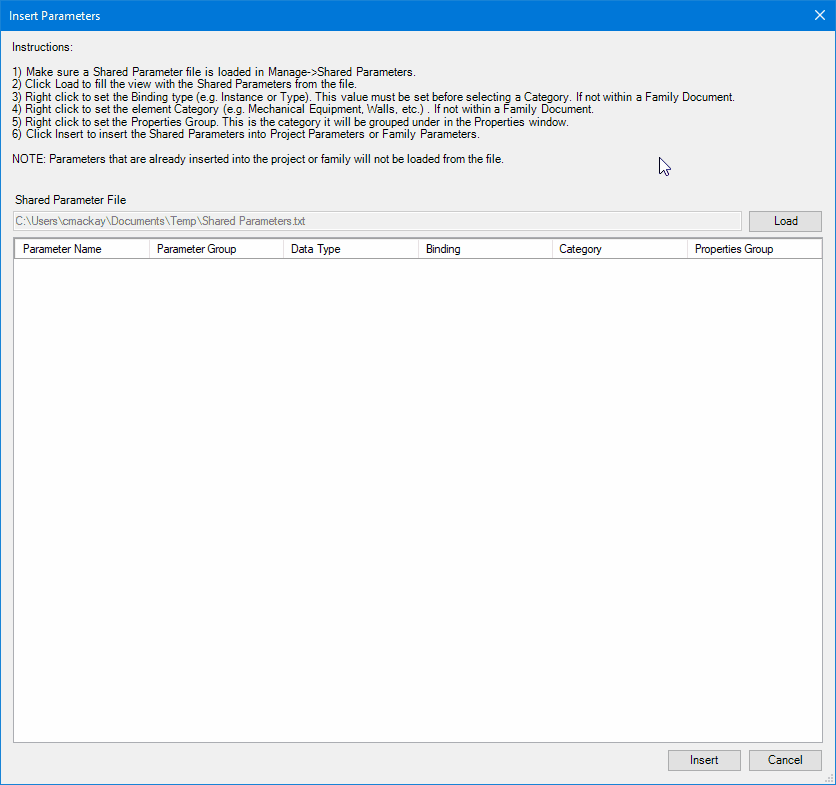 Insert Parameters
Instructions:
1) Make sure a Shared Parameter file is loaded in Manage->Shared Parameters.
2) Click Load to fill the view with the Shared Parameters from the file.
3) Right click to set the Binding type (e.g. Instance or Type). This value must be set before selecting a Category. If not within a Family Document.
4) Right click to set the element Category (e.g. Mechanical Equipment, Walls, etc.) . If not within a Family Document.
5) Right click to set the Properties Group. This is the category it will be grouped under in the Properties window.
6) Click Insert to insert the Shared Parameters into Project Parameters or Family Parameters.
NOTE: Parameters that are already inserted into the project or family will not be loaded from the file.
Shared Parameter File
C:\Users\cmackay\Documents\Temp\Shared Parameters.txt Load
Parameter Name Parameter Group Data Type Binding Category Properties Group
Insert Cancel